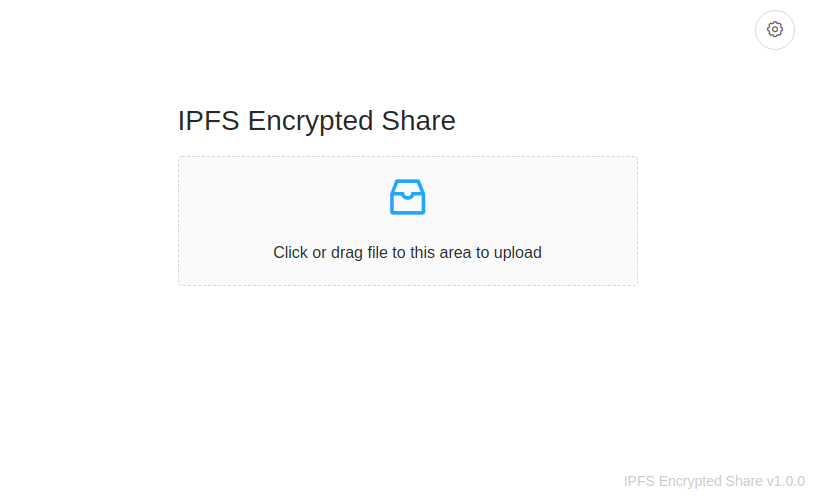 IPFS Encrypted Share
Click or drag file to this area to upload
IPFS Encrypted Share v1.0.0